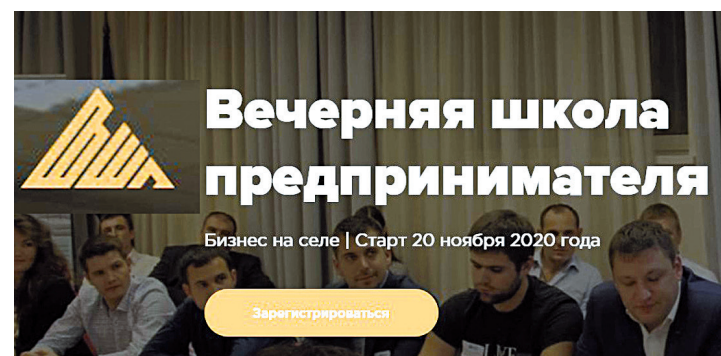 Вечерняя школа
предпринимателя
Бизнес на селе | Старт 20 ноября 2020 года
Зарегистрироваться